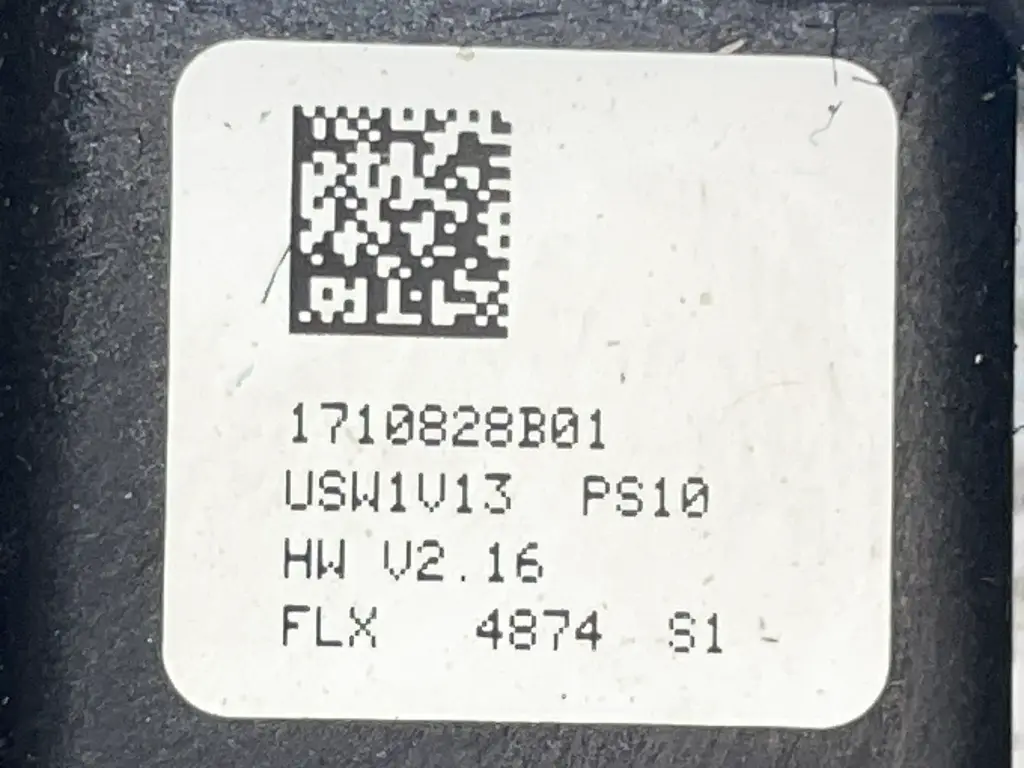 1710828B01
USW1V13 PS10
HW V2.16
FLX 4874 S1